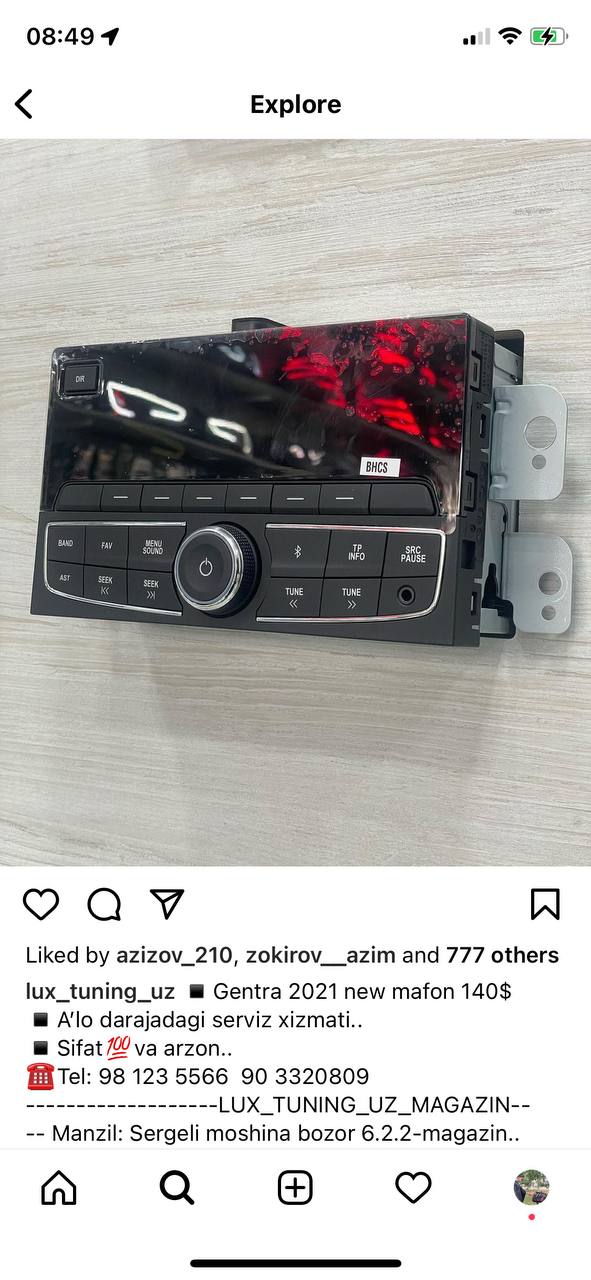 08:49
Explore
DIR
BHCS
BAND
FAV
MENU
SOUND
TP
INFO
SRC
PAUSE
AST
SEEK
SEEK
TUNE
TUNE
Liked by azizov_210, zokirov__azim and 777 others
lux_tuning_uz ▪️ Gentra 2021 new mafon 140$
▪️ A’lo darajadagi serviz xizmati..
▪️ Sifat💯va arzon..
☎️Tel: 98 123 5566 90 3320809
-------------------LUX_TUNING_UZ_MAGAZIN--
-- Manzil: Sergeli moshina bozor 6.2.2-magazin..